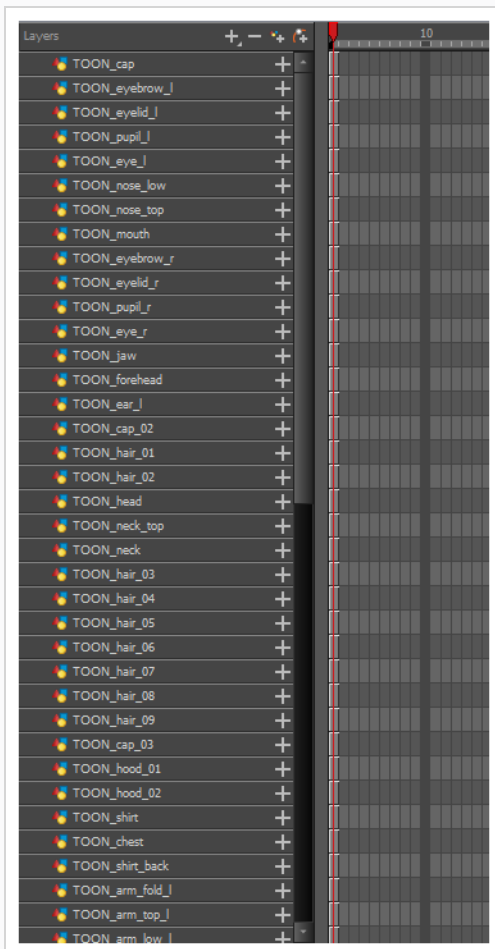 Layers
10
TOON_cap
TOON_eyebrow_l
TOON_eyelid_l
TOON_pupil_l
TOON_eye_l
TOON_nose_low
TOON_nose_top
TOON_mouth
TOON_eyebrow_r
TOON_eyelid_r
TOON_pupil_r
TOON_eye_r
TOON_jaw
TOON_forehead
TOON_ear_l
TOON_cap_02
TOON_hair_01
TOON_hair_02
TOON_head
TOON_neck_top
TOON_neck
TOON_hair_03
TOON_hair_04
TOON_hair_05
TOON_hair_06
TOON_hair_07
TOON_hair_08
TOON_hair_09
TOON_cap_03
TOON_hood_01
TOON_hood_02
TOON_shirt
TOON_chest
TOON_shirt_back
TOON_arm_fold_l
TOON_arm_top_l
TOON_arm_low_l